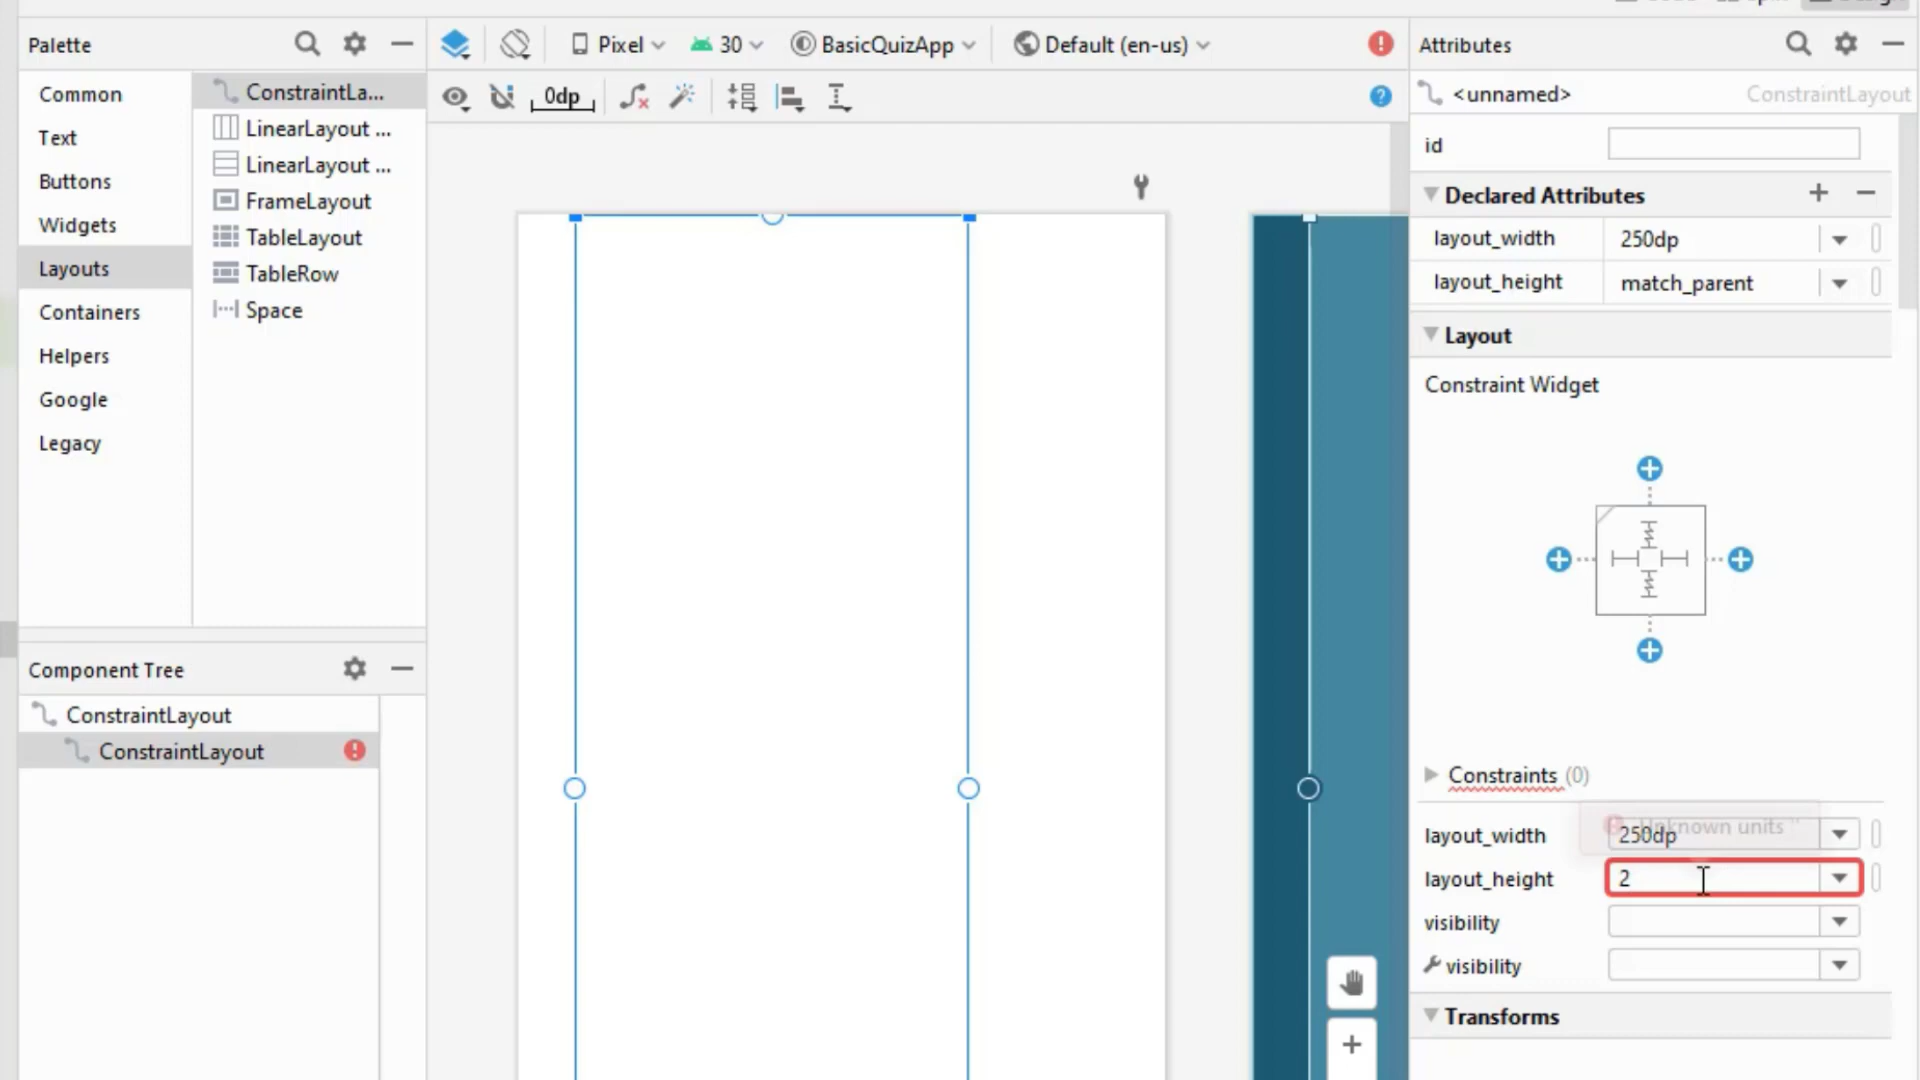 Palette
Pixel
30
BasicQuizApp
Default (en-us)
Attributes
Common
Text
Buttons
Widgets
Layouts
Containers
Helpers
Google
Legacy
ConstraintLa...
LinearLayout ...
LinearLayout ...
FrameLayout
TableLayout
TableRow
Space
0dp
<unnamed>
ConstraintLayout
id
Declared Attributes
layout_width 250dp
layout_height match_parent
Layout
Constraint Widget
Component Tree
ConstraintLayout
ConstraintLayout
Constraints (0)
Unknown units "
layout_width 250dp
layout_height 2
visibility
visibility
Transforms